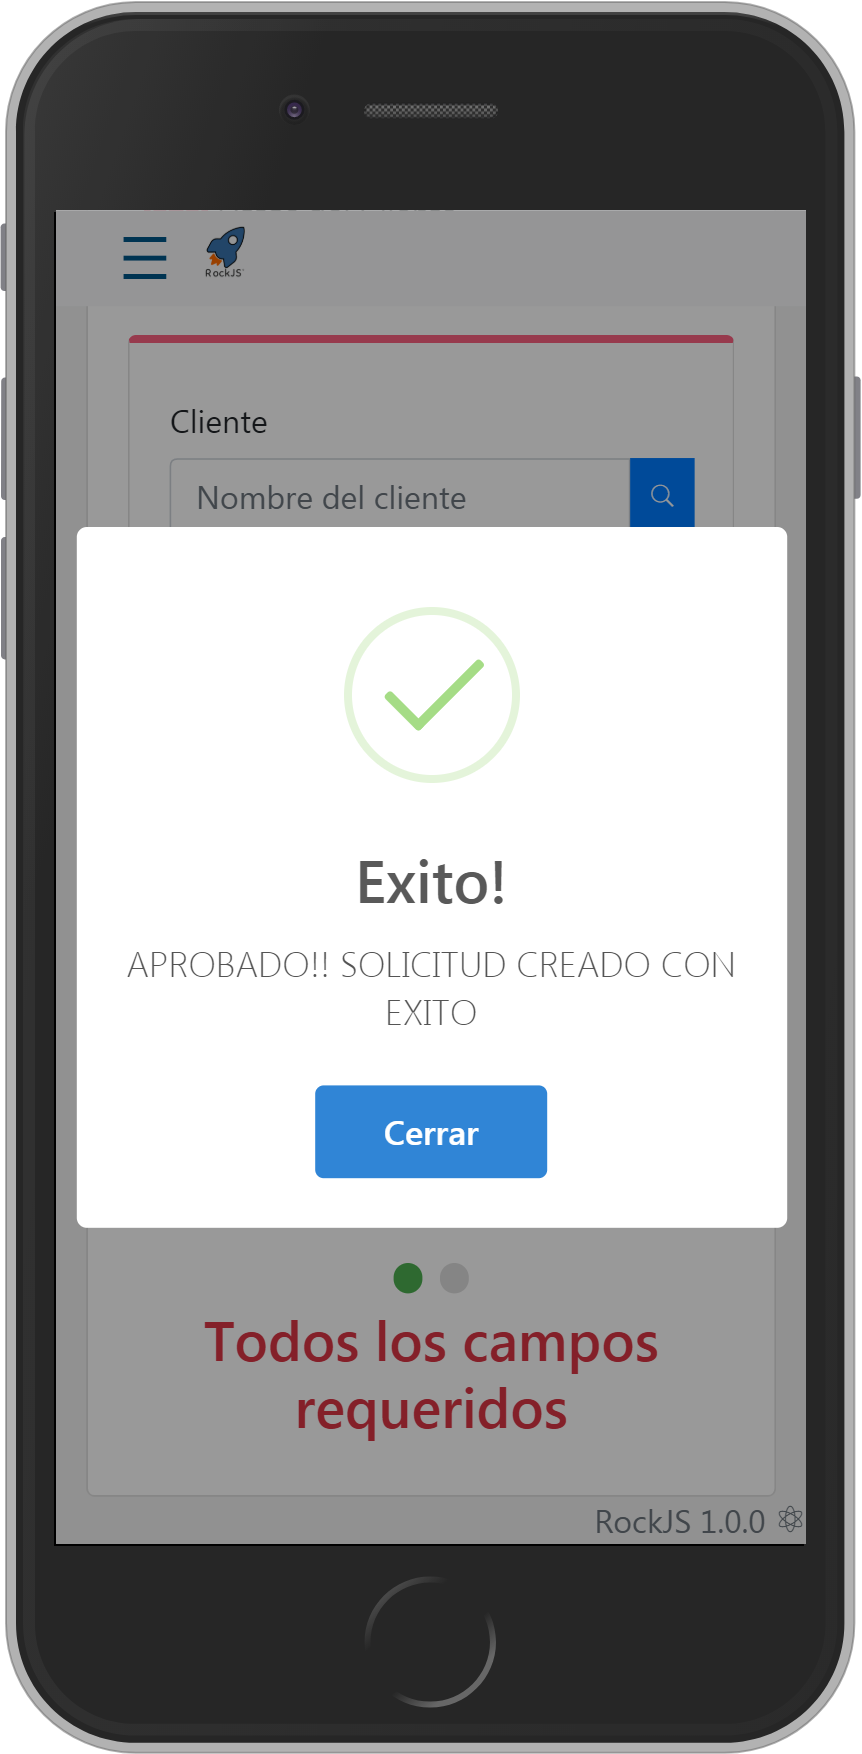 RockJS
Cliente
Nombre del cliente
Exito!
APROBADO!! SOLICITUD CREADO CON
EXITO
Cerrar
Todos los campos
requeridos
RockJS 1.0.0